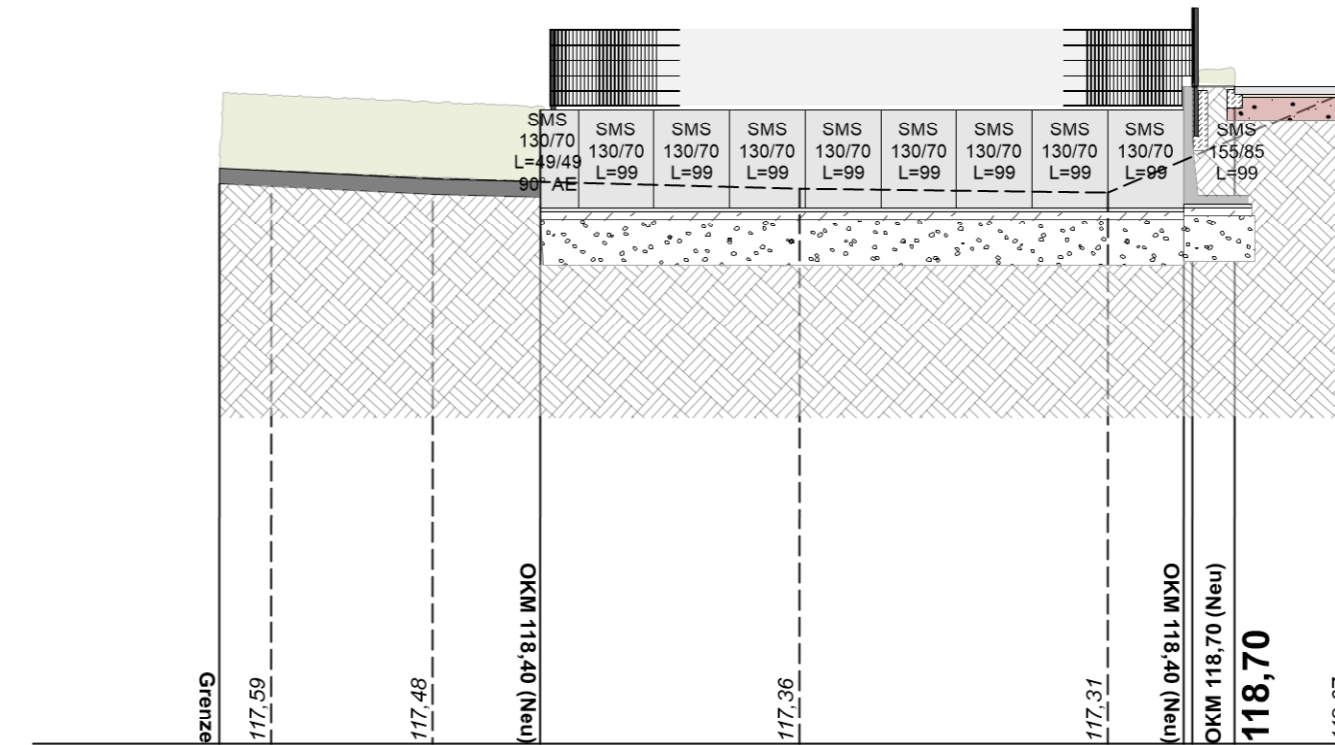 SMS
130/70
L=49/49
90° AE
SMS
130/70
L=99
SMS
130/70
L=99
SMS
130/70
L=99
SMS
130/70
L=99
SMS
130/70
L=99
SMS
130/70
L=99
SMS
130/70
L=99
SMS
130/70
L=99
SMS
155/85
L=99
Grenze
117,59
117,48
OKM 118,40 (Neu)
117,36
117,31
OKM 118,40 (Neu)
OKM 118,70 (Neu)
118,70